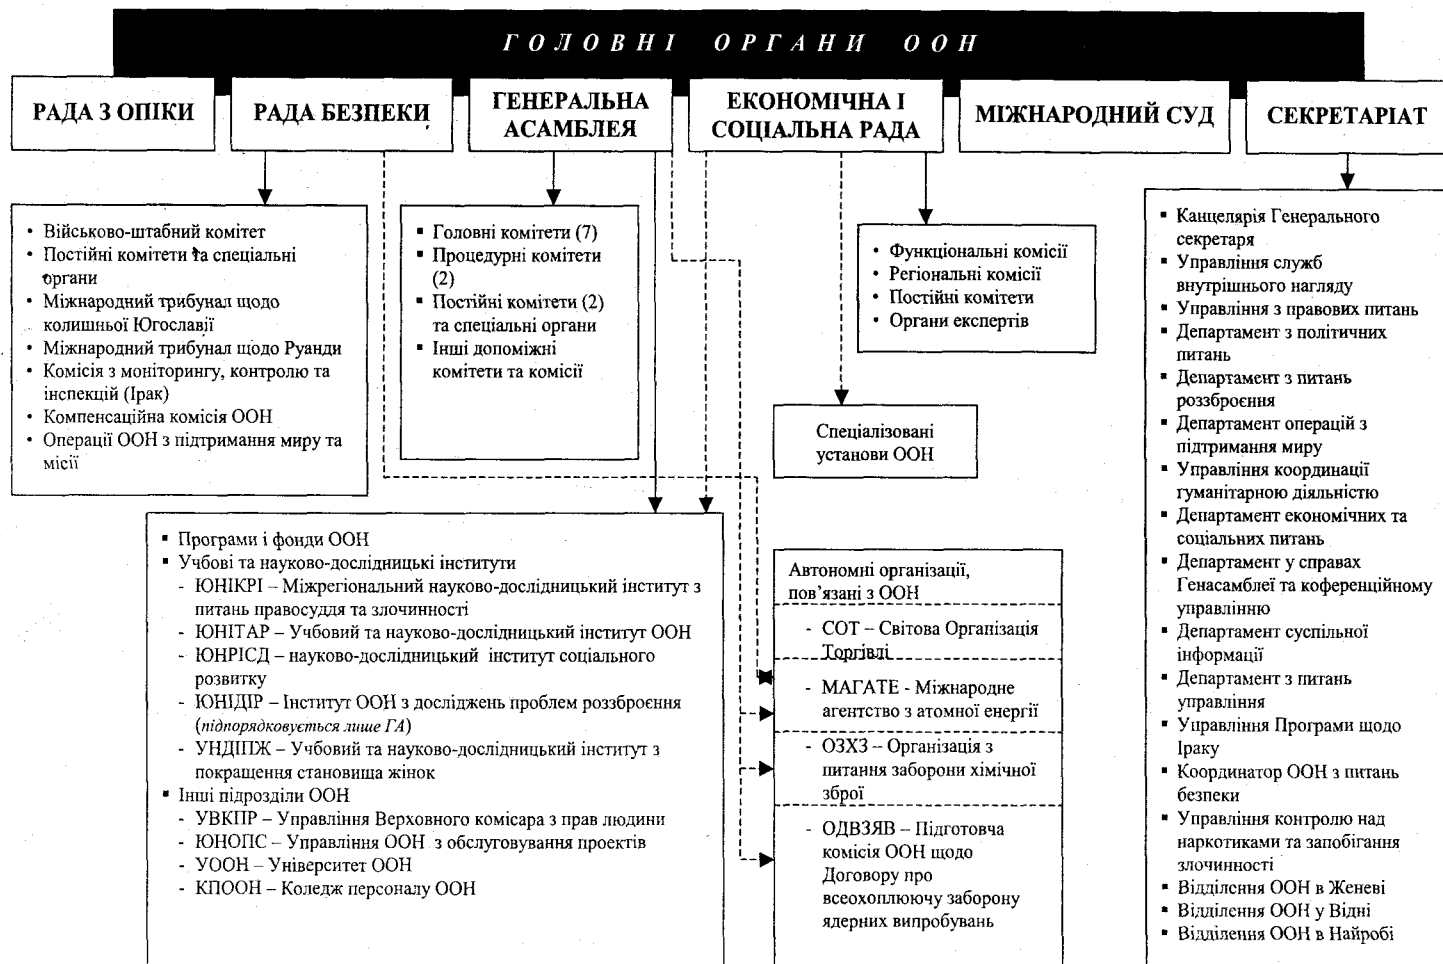 ГОЛОВНІ ОРГАНИ ООН
РАДА З ОПІКИ
РАДА БЕЗПЕКИ
ГЕНЕРАЛЬНА
АСАМБЛЕЯ
ЕКОНОМІЧНА І
СОЦІАЛЬНА РАДА
МІЖНАРОДНИЙ СУД
СЕКРЕТАРІАТ
• Військово-штабний комітет
• Постійні комітети та спеціальні
органи
• Міжнародний трибунал щодо
колишньої Югославії
• Міжнародний трибунал щодо Руанди
• Комісія з моніторингу, контролю та
інспекцій (Ірак)
• Компенсаційна комісія ООН
• Операції ООН з підтримання миру та
місії
▪ Головні комітети (7)
▪ Процедурні комітети
(2)
▪ Постійні комітети (2)
та спеціальні органи
▪ Інші допоміжні
комітети та комісії
• Функціональні комісії
• Регіональні комісії
• Постійні комітети
• Органи експертів
Спеціалізовані
установи ООН
▪ Програми і фонди ООН
▪ Учбові та науково-дослідницькі інститути
- ЮНІКРІ – Міжрегіональний науково-дослідницький інститут з
питань правосуддя та злочинності
- ЮНІТАР – Учбовий та науково-дослідницький інститут ООН
- ЮНРІСД – науково-дослідницький інститут соціального
розвитку
- ЮНІДІР – Інститут ООН з досліджень проблем роззброєння
(підпорядковується лише ГА)
- УНДІПЖ – Учбовий та науково-дослідницький інститут з
покращення становища жінок
▪ Інші підрозділи ООН
- УВКПР – Управління Верховного комісара з прав людини
- ЮНОПС – Управління ООН з обслуговування проектів
- УООН – Університет ООН
- КПООН – Коледж персоналу ООН
Автономні організації,
пов’язані з ООН
- СОТ – Світова Організація
Торгівлі
- МАГАТЕ - Міжнародне
агентство з атомної енергії
- ОЗХЗ – Організація з
питання заборони хімічної
зброї
- ОДВЗЯВ – Підготовча
комісія ООН щодо
Договору про
всеохоплюючу заборону
ядерних випробувань
▪ Канцелярія Генерального
секретаря
▪ Управління служб
внутрішнього нагляду
▪ Управління з правових питань
▪ Департамент з політичних
питань
▪ Департамент з питань
роззброєння
▪ Департамент операцій з
підтримання миру
▪ Управління координації
гуманітарною діяльністю
▪ Департамент економічних та
соціальних питань
▪ Департамент у справах
Генасамблеї та коференційному
управлінню
▪ Департамент суспільної
інформації
▪ Департамент з питань
управління
▪ Управління Програми щодо
Іраку
▪ Координатор ООН з питань
безпеки
▪ Управління контролю над
наркотиками та запобігання
злочинності
▪ Відділення ООН в Женеві
▪ Відділення ООН у Відні
▪ Відділення ООН в Найробі